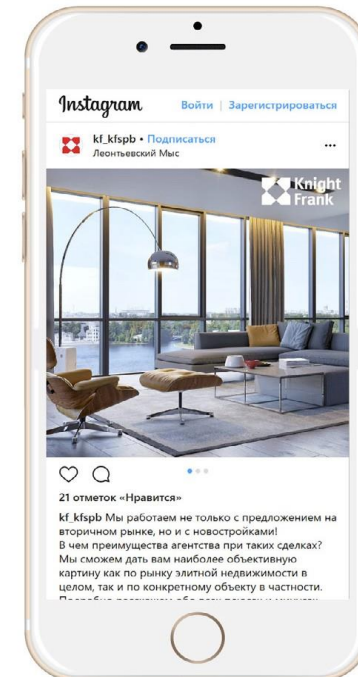 Instagram
Войти | Зарегистрироваться
kf_kfspb • Подписаться
Леонтьевский Мыс
Knight
Frank
21 отметок «Нравится»
kf_kfspb Мы работаем не только с предложением на
вторичном рынке, но и с новостройками!
В чем преимущества агентства при таких сделках?
Мы сможем дать вам наиболее объективную
картину как по рынку элитной недвижимости в
целом, так и по конкретному объекту в частности.